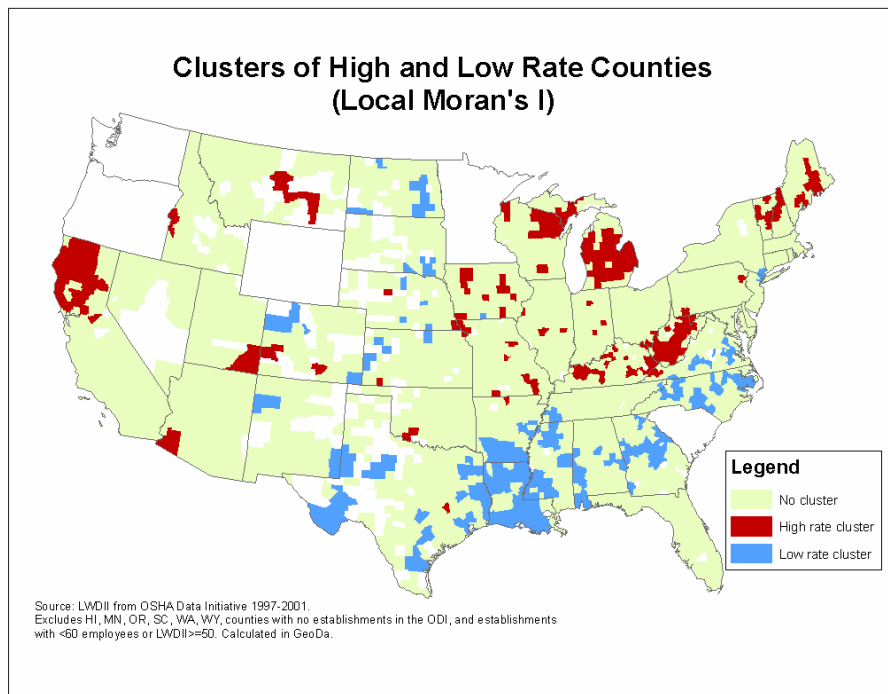 Clusters of High and Low Rate Counties
(Local Moran's I)
Legend
No cluster
High rate cluster
Low rate cluster
Source: LWDII from OSHA Data Initiative 1997-2001.
Excludes HI, MN, OR, SC, WA, WY, counties with no establishments in the ODI, and establishments
with <60 employees or LWDII>=50. Calculated in GeoDa.